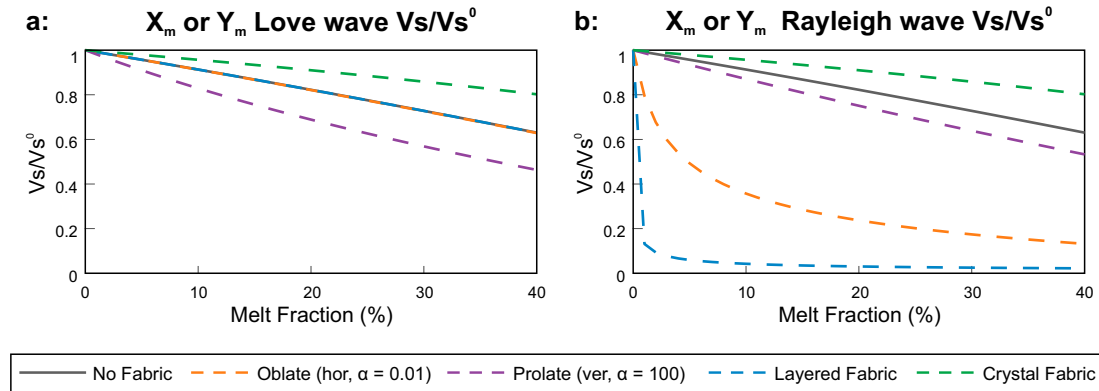 a: Xm or Ym Love wave Vs/Vs⁰
1
0.8
0.6
0.4
0.2
0
Vs/Vs⁰
0 10 20 30 40
Melt Fraction (%)
b: Xm or Ym Rayleigh wave Vs/Vs⁰
1
0.8
0.6
0.4
0.2
0
Vs/Vs⁰
0 10 20 30 40
Melt Fraction (%)
No Fabric Oblate (hor, α = 0.01) Prolate (ver, α = 100) Layered Fabric Crystal Fabric